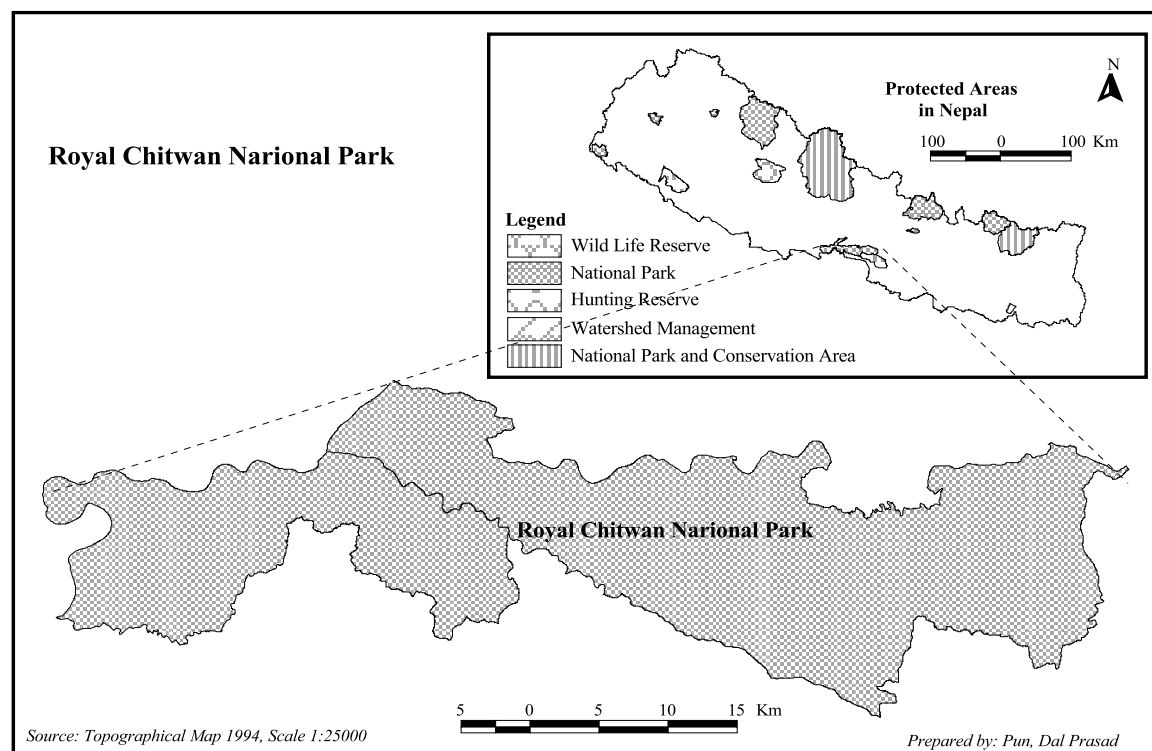 Royal Chitwan Narional Park
Protected Areas
in Nepal
N
100 0 100 Km
Legend
Wild Life Reserve
National Park
Hunting Reserve
Watershed Management
National Park and Conservation Area
Royal Chitwan Narional Park
5 0 5 10 15 Km
Source: Topographical Map 1994, Scale 1:25000
Prepared by: Pun, Dal Prasad